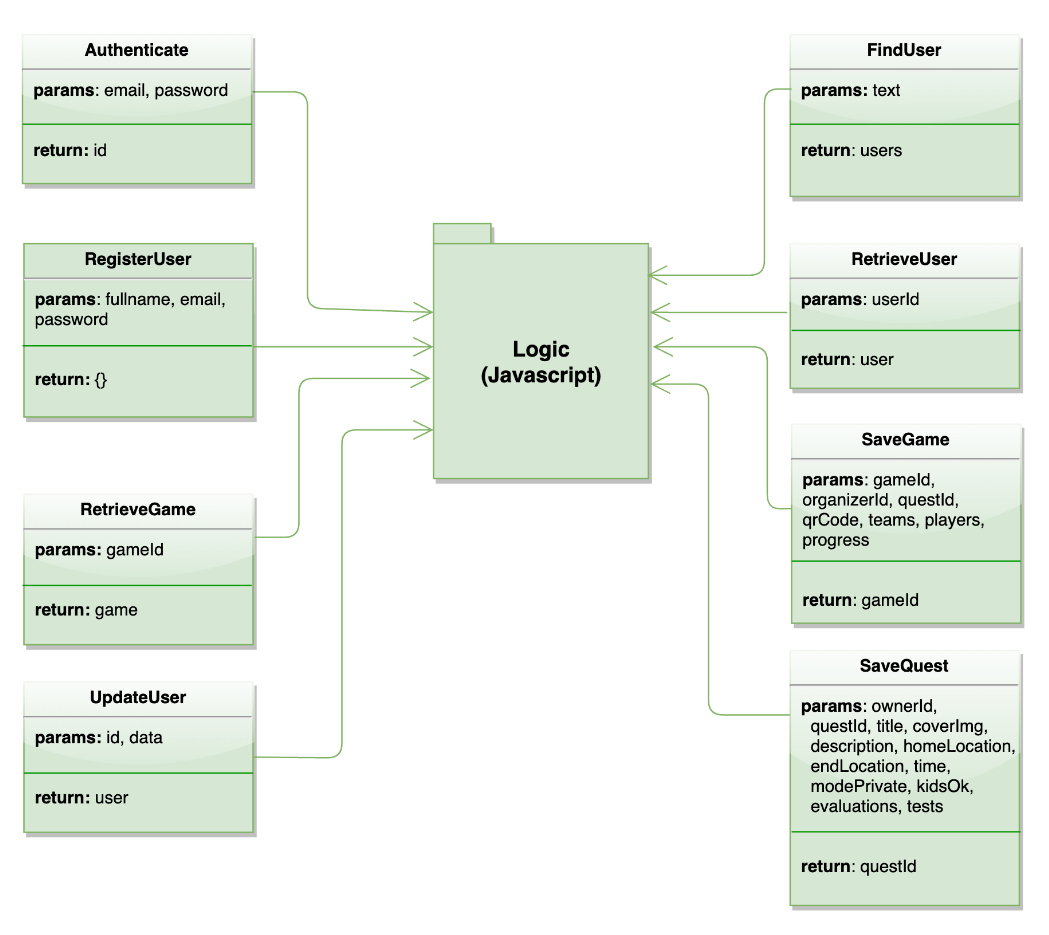 Authenticate
params: email, password
return: id
RegisterUser
params: fullname, email,
password
return: {}
RetrieveGame
params: gameId
return: game
UpdateUser
params: id, data
return: user
Logic
(Javascript)
FindUser
params: text
return: users
RetrieveUser
params: userId
return: user
SaveGame
params: gameId,
organizerId, questId,
qrCode, teams, players,
progress
return: gameId
SaveQuest
params: ownerId,
questId, title, coverImg,
description, homeLocation,
endLocation, time,
modePrivate, kidsOk,
evaluations, tests
return: questId